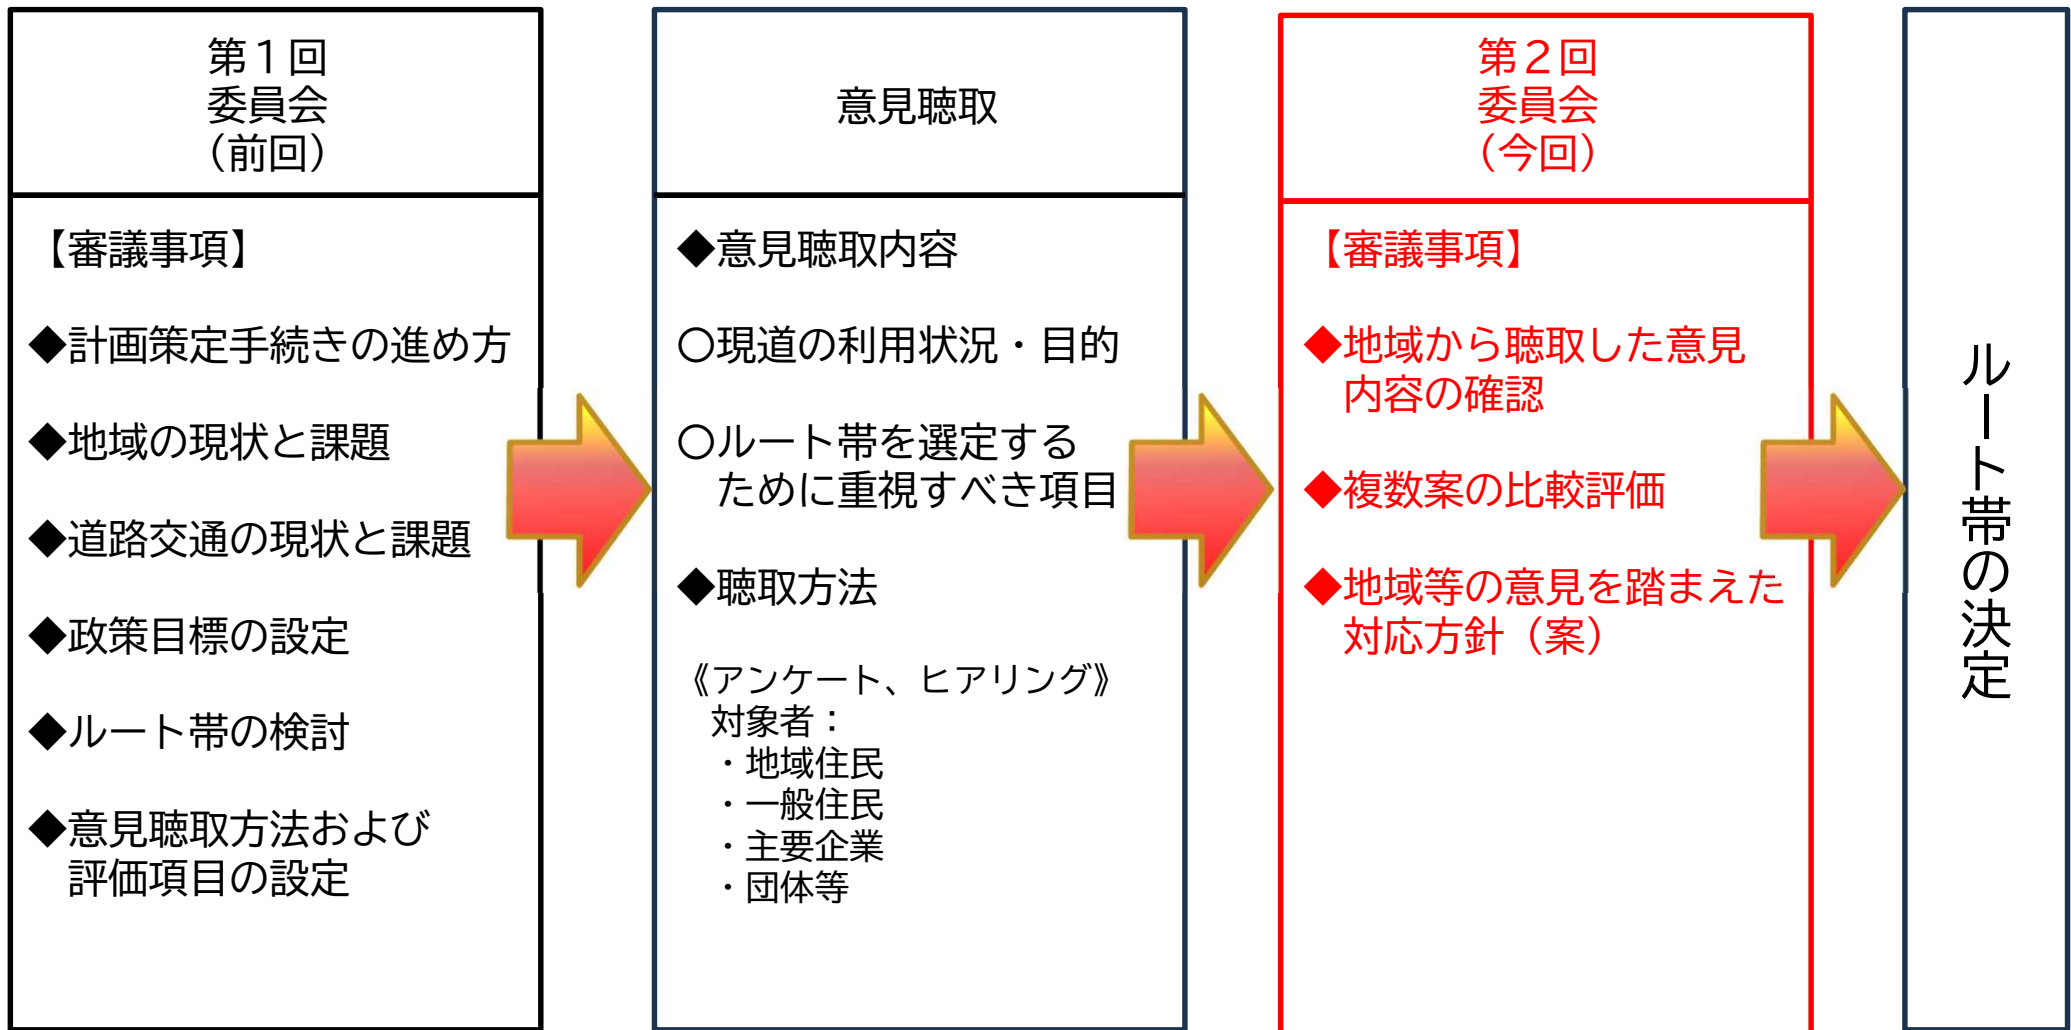 第１回
委員会
（前回）
【審議事項】
◆計画策定手続きの進め方
◆地域の現状と課題
◆道路交通の現状と課題
◆政策目標の設定
◆ルート帯の検討
◆意見聴取方法および
評価項目の設定
意見聴取
◆意見聴取内容
〇現道の利用状況・目的
〇ルート帯を選定する
ために重視すべき項目
◆聴取方法
《アンケート、ヒアリング》
対象者：
・地域住民
・一般住民
・主要企業
・団体等
第２回
委員会
（今回）
【審議事項】
◆地域から聴取した意見
内容の確認
◆複数案の比較評価
◆地域等の意見を踏まえた
対応方針（案）
ルート帯の決定